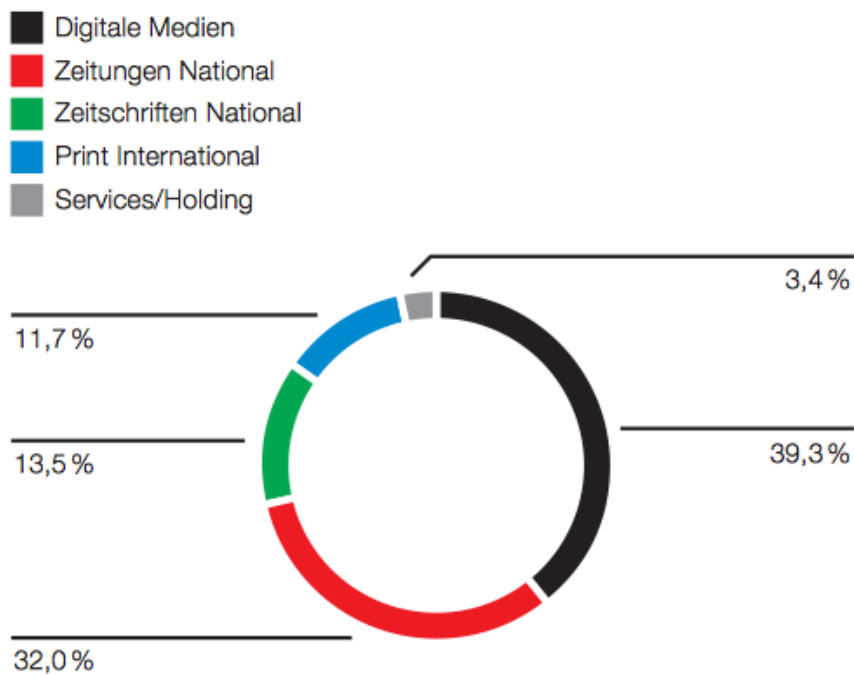 Digitale Medien
Zeitungen National
Zeitschriften National
Print International
Services/Holding
3,4 %
11,7 %
39,3 %
13,5 %
32,0 %